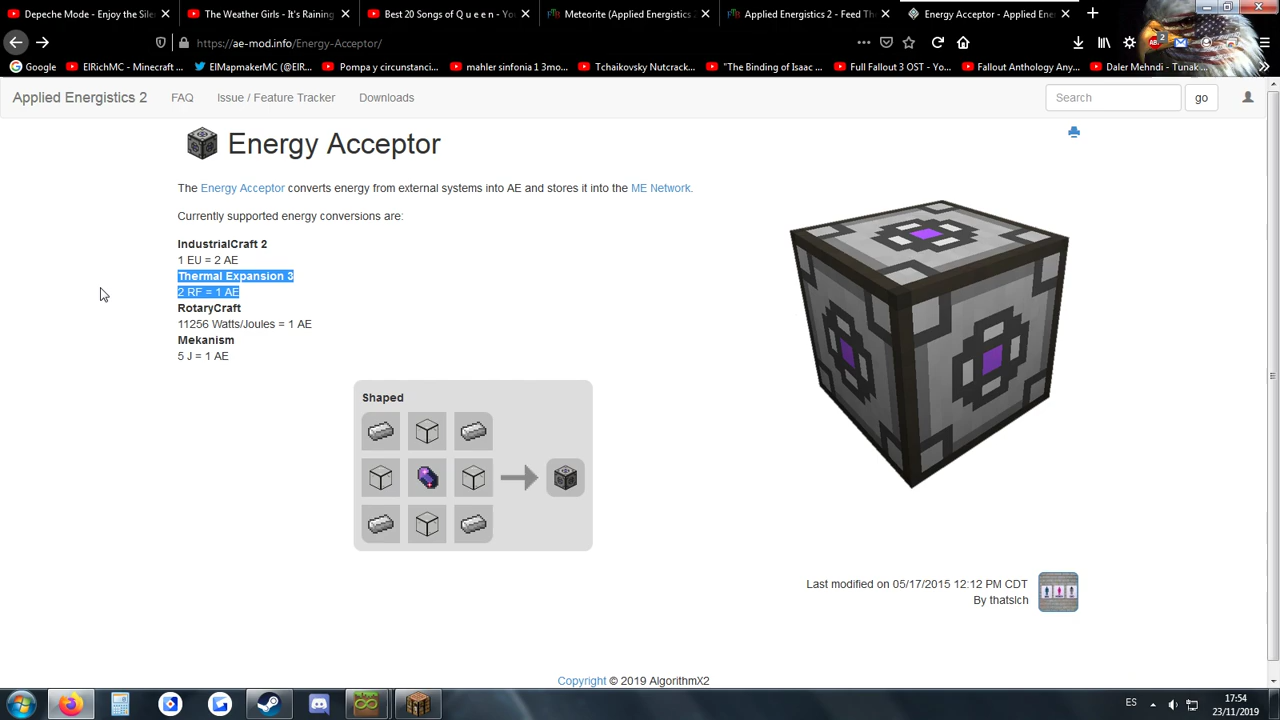 Depeche Mode - Enjoy the Sile
The Weather Girls - It's Raining
Best 20 Songs of Q u e e n - Yo
Meteorite (Applied Energistics 2
Applied Energistics 2 - Feed The
Energy Acceptor - Applied Ener
https://ae-mod.info/Energy-Acceptor/
2
Google
ElRichMC - Minecraft ...
ElMapmakerMC (@ElR...
Pompa y circunstanci...
mahler sinfonia 1 3mo...
Tchaikovsky Nutcrack...
"The Binding of Isaac ...
Full Fallout 3 OST - Yo...
Fallout Anthology Any...
Daler Mehndi - Tunak ...
Applied Energistics 2
FAQ
Issue / Feature Tracker
Downloads
Search
go
Energy Acceptor
The Energy Acceptor converts energy from external systems into AE and stores it into the ME Network.
Currently supported energy conversions are:
IndustrialCraft 2
1 EU = 2 AE
Thermal Expansion 3
2 RF = 1 AE
RotaryCraft
11256 Watts/Joules = 1 AE
Mekanism
5 J = 1 AE
Shaped
Last modified on 05/17/2015 12:12 PM CDT
By thatsich
Copyright © 2019 AlgorithmX2
ES
17:54
23/11/2019